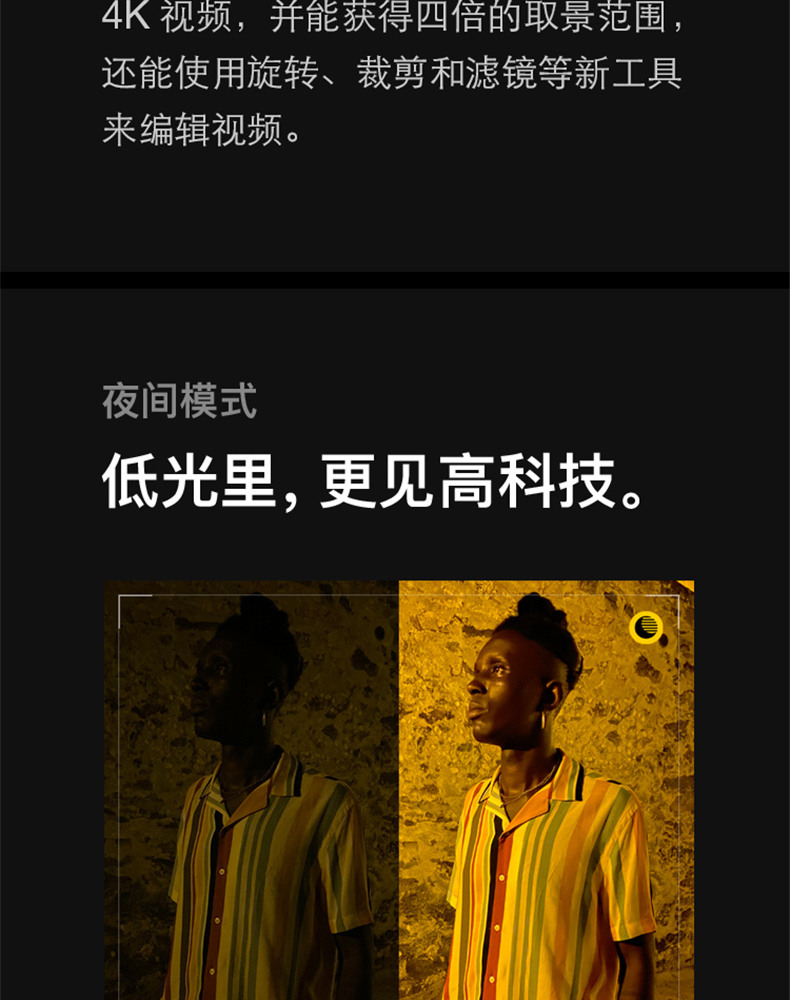 4K 视频，并能获得四倍的取景范围，
还能使用旋转、裁剪和滤镜等新工具
来编辑视频。
夜间模式
低光里，更见高科技。